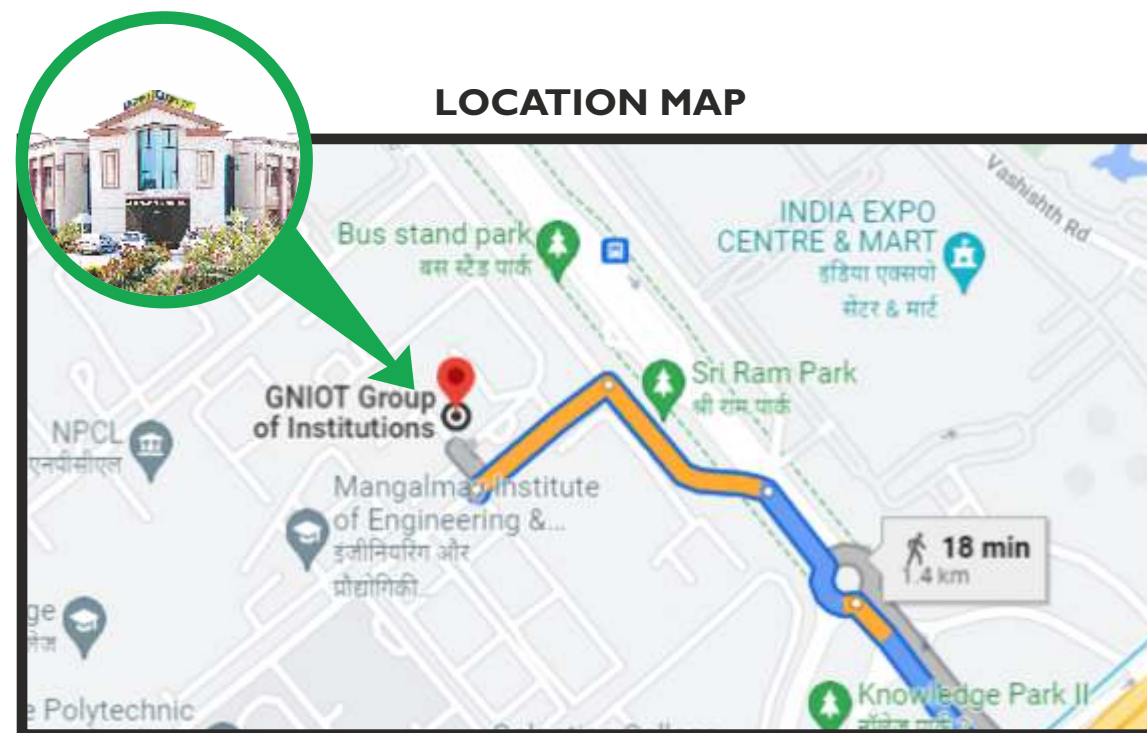 LOCATION MAP
Vashishth Rd
INDIA EXPO
CENTRE & MART
इंडिया एक्सपो
सेंटर & मार्ट
Bus stand park
बस स्टैंड पार्क
Sri Ram Park
श्री राम पार्क
GNIOT Group
of Institutions
NPCL
एनपीसीएल
Institute
of Engineering &...
इंजीनियरिंग और
प्रौद्योगिकी...
18 min
1.4 km
Knowledge Park II
नॉलेज पार्क
Polytechnic